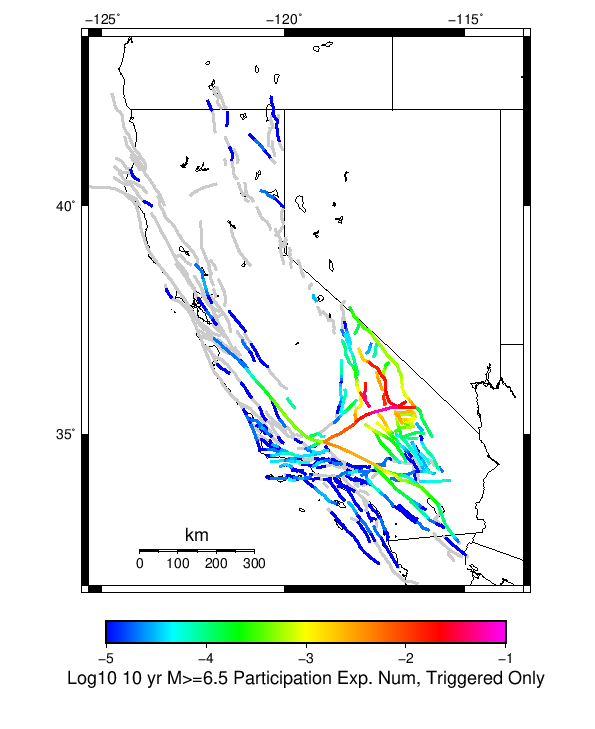 −125° −120° −115°
40°
35°
km
0 100 200 300
−5 −4 −3 −2 −1
Log10 10 yr M>=6.5 Participation Exp. Num, Triggered Only